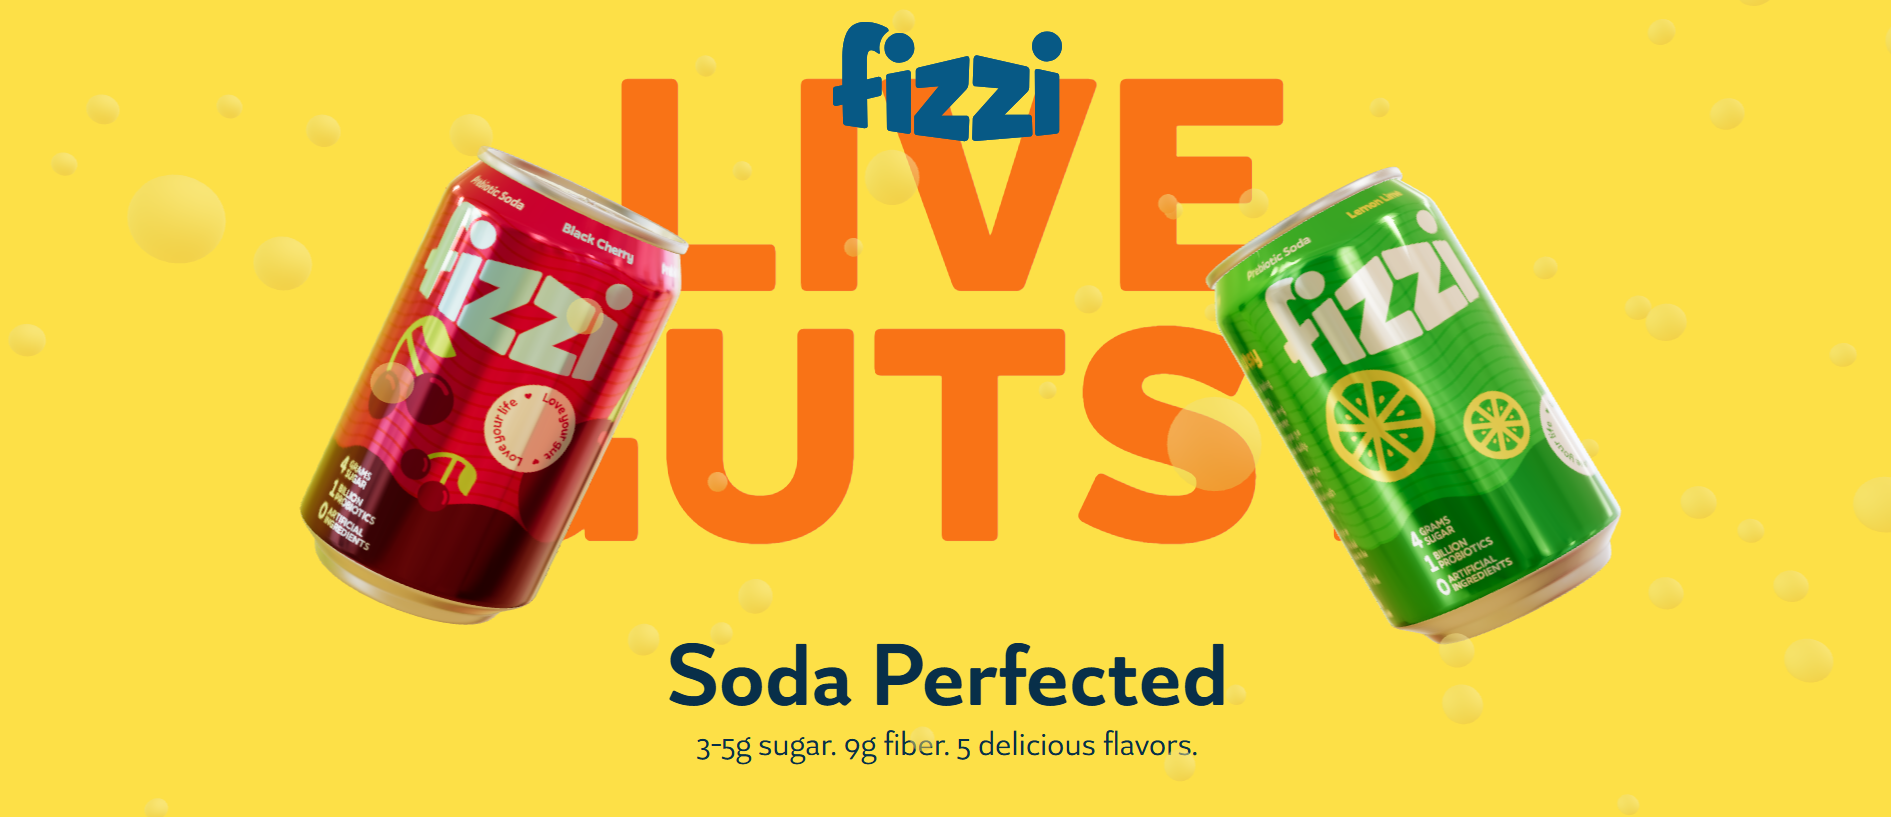 fizzi
LIVE
GUTSY
Prebiotic Soda
Black Cherry
fizzi
Love your gut ♥ Love your life ♥
4 GRAMS
SUGAR
1 BILLION
PROBIOTICS
0 ARTIFICIAL
INGREDIENTS
Prebiotic Soda
Lemon Lime
fizzi
4 GRAMS
SUGAR
1 BILLION
PROBIOTICS
0 ARTIFICIAL
INGREDIENTS
Soda Perfected
3-5g sugar. 9g fiber. 5 delicious flavors.